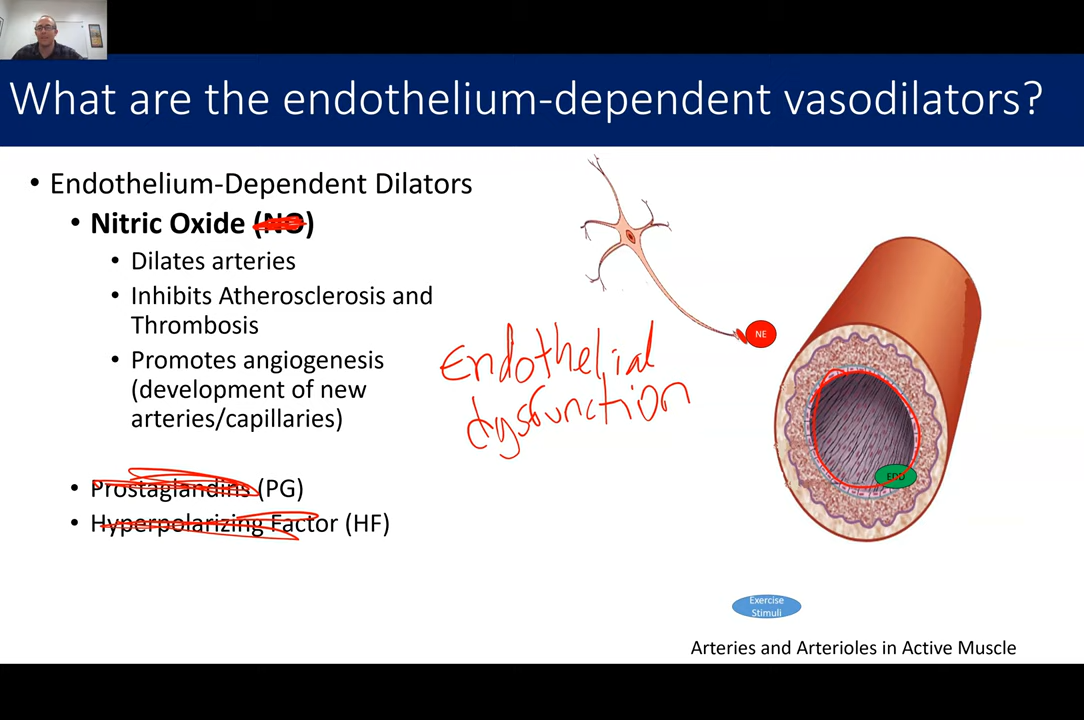 What are the endothelium-dependent vasodilators?
• Endothelium-Dependent Dilators
• Nitric Oxide (NO)
• Dilates arteries
• Inhibits Atherosclerosis and
Thrombosis
• Promotes angiogenesis
(development of new
arteries/capillaries)
• Prostaglandins (PG)
• Hyperpolarizing Factor (HF)
Endothelial
dysfunction
NE
EDD
Exercise
Stimuli
Arteries and Arterioles in Active Muscle